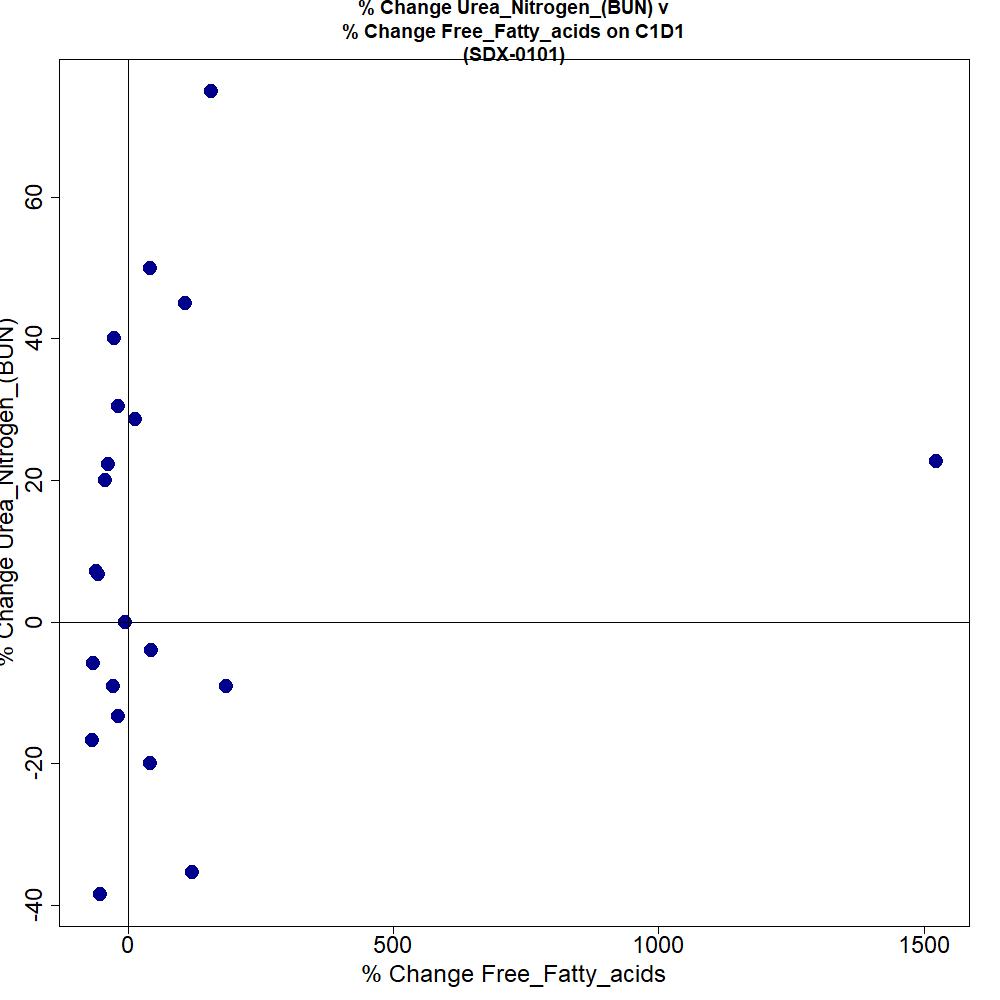 % Change Urea_Nitrogen_(BUN) v
% Change Free_Fatty_acids on C1D1
(SDX-0101)
% Change Urea_Nitrogen_(BUN)
60
40
20
0
-20
-40
0 500 1000 1500
% Change Free_Fatty_acids